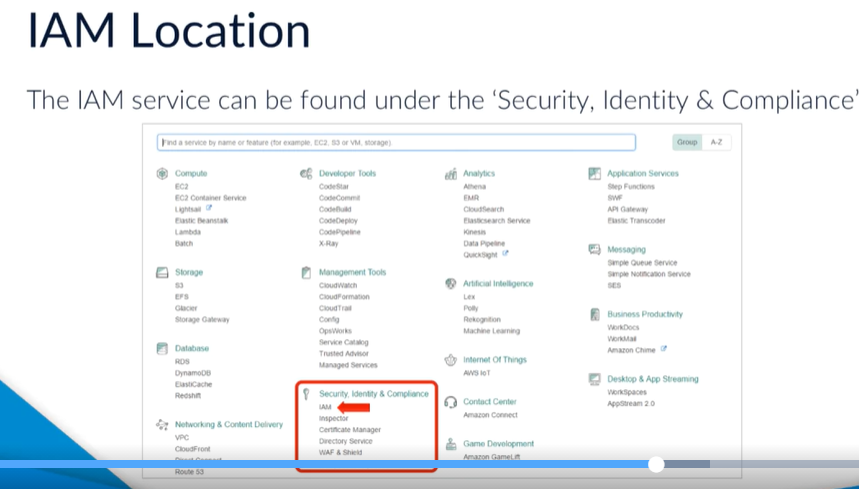 IAM Location
The IAM service can be found under the ‘Security, Identity & Compliance’
Find a service by name or feature (for example, EC2, S3 or VM, storage)
Group
A-Z
Compute
EC2
EC2 Container Service
Lightsail
Elastic Beanstalk
Lambda
Batch
Storage
S3
EFS
Glacier
Storage Gateway
Database
RDS
DynamoDB
ElastiCache
Redshift
Networking & Content Delivery
VPC
CloudFront
Direct Connect
Route 53
Developer Tools
CodeStar
CodeCommit
CodeBuild
CodeDeploy
CodePipeline
X-Ray
Management Tools
CloudWatch
CloudFormation
CloudTrail
Config
OpsWorks
Service Catalog
Trusted Advisor
Managed Services
Security, Identity & Compliance
IAM
Inspector
Certificate Manager
Directory Service
WAF & Shield
Analytics
Athena
EMR
CloudSearch
Elasticsearch Service
Kinesis
Data Pipeline
QuickSight
Artificial Intelligence
Lex
Polly
Rekognition
Machine Learning
Internet Of Things
AWS IoT
Contact Center
Amazon Connect
Game Development
Amazon GameLift
Application Services
Step Functions
SWF
API Gateway
Elastic Transcoder
Messaging
Simple Queue Service
Simple Notification Service
SES
Business Productivity
WorkDocs
WorkMail
Amazon Chime
Desktop & App Streaming
WorkSpaces
AppStream 2.0